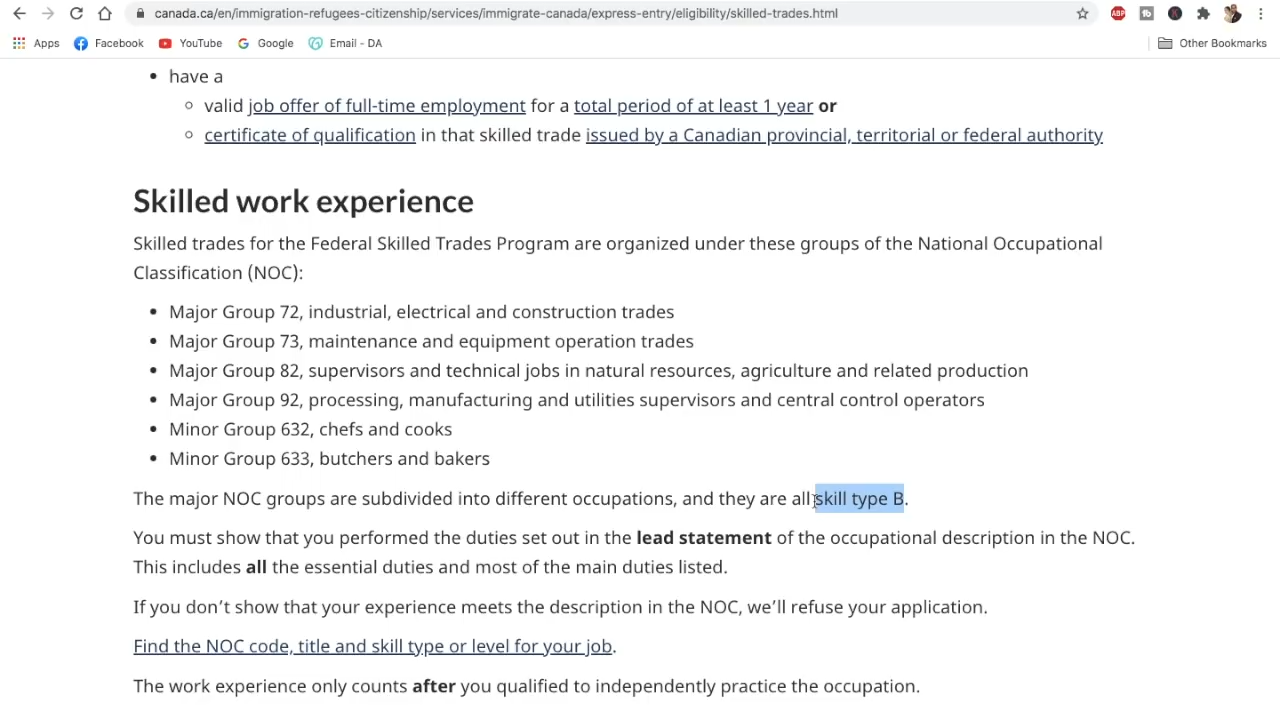 canada.ca/en/immigration-refugees-citizenship/services/immigrate-canada/express-entry/eligibility/skilled-trades.html
ABP
Apps Facebook YouTube Google Email - DA Other Bookmarks
• have a
◦ valid job offer of full-time employment for a total period of at least 1 year or
◦ certificate of qualification in that skilled trade issued by a Canadian provincial, territorial or federal authority
Skilled work experience
Skilled trades for the Federal Skilled Trades Program are organized under these groups of the National Occupational
Classification (NOC):
• Major Group 72, industrial, electrical and construction trades
• Major Group 73, maintenance and equipment operation trades
• Major Group 82, supervisors and technical jobs in natural resources, agriculture and related production
• Major Group 92, processing, manufacturing and utilities supervisors and central control operators
• Minor Group 632, chefs and cooks
• Minor Group 633, butchers and bakers
The major NOC groups are subdivided into different occupations, and they are all skill type B.
You must show that you performed the duties set out in the lead statement of the occupational description in the NOC.
This includes all the essential duties and most of the main duties listed.
If you don’t show that your experience meets the description in the NOC, we’ll refuse your application.
Find the NOC code, title and skill type or level for your job.
The work experience only counts after you qualified to independently practice the occupation.